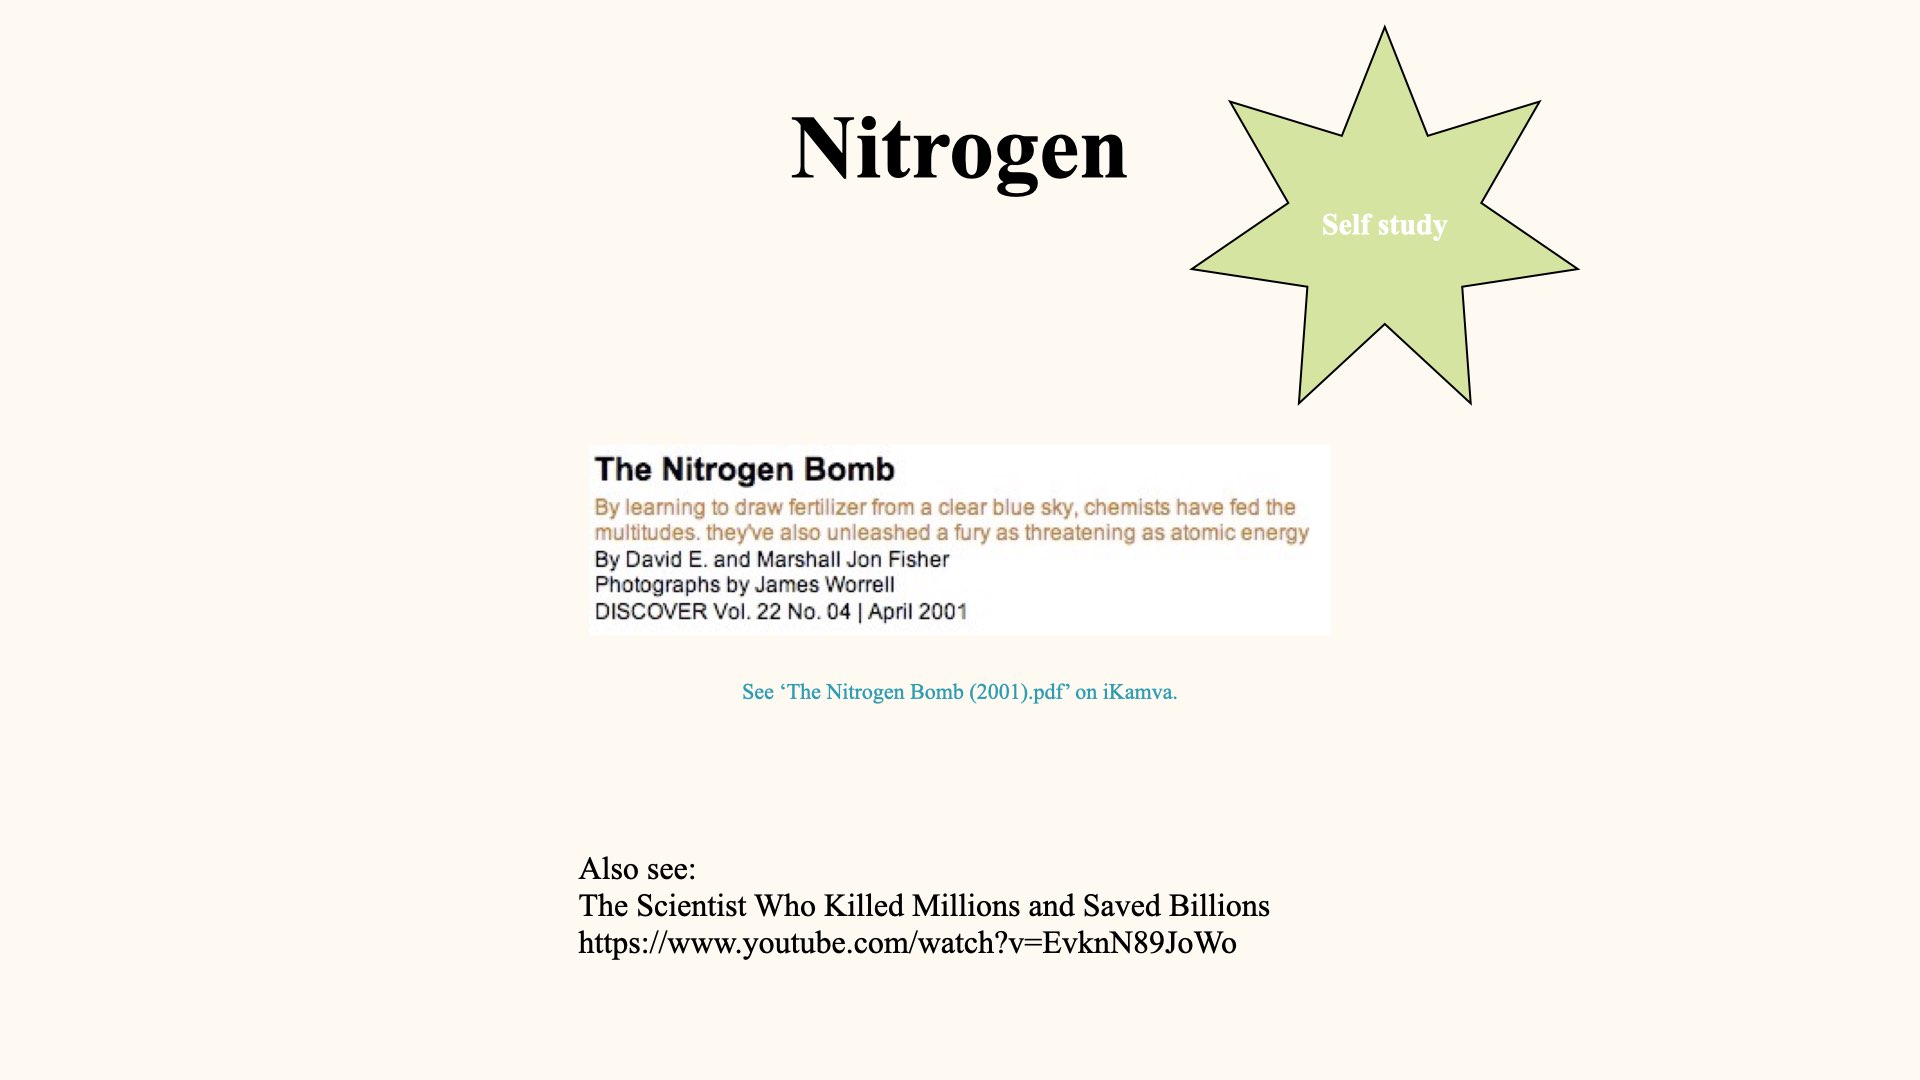 Nitrogen
Self study
The Nitrogen Bomb
By learning to draw fertilizer from a clear blue sky, chemists have fed the
multitudes. they've also unleashed a fury as threatening as atomic energy
By David E. and Marshall Jon Fisher
Photographs by James Worrell
DISCOVER Vol. 22 No. 04 | April 2001
See ‘The Nitrogen Bomb (2001).pdf’ on iKamva.
Also see:
The Scientist Who Killed Millions and Saved Billions
https://www.youtube.com/watch?v=EvknN89JoWo